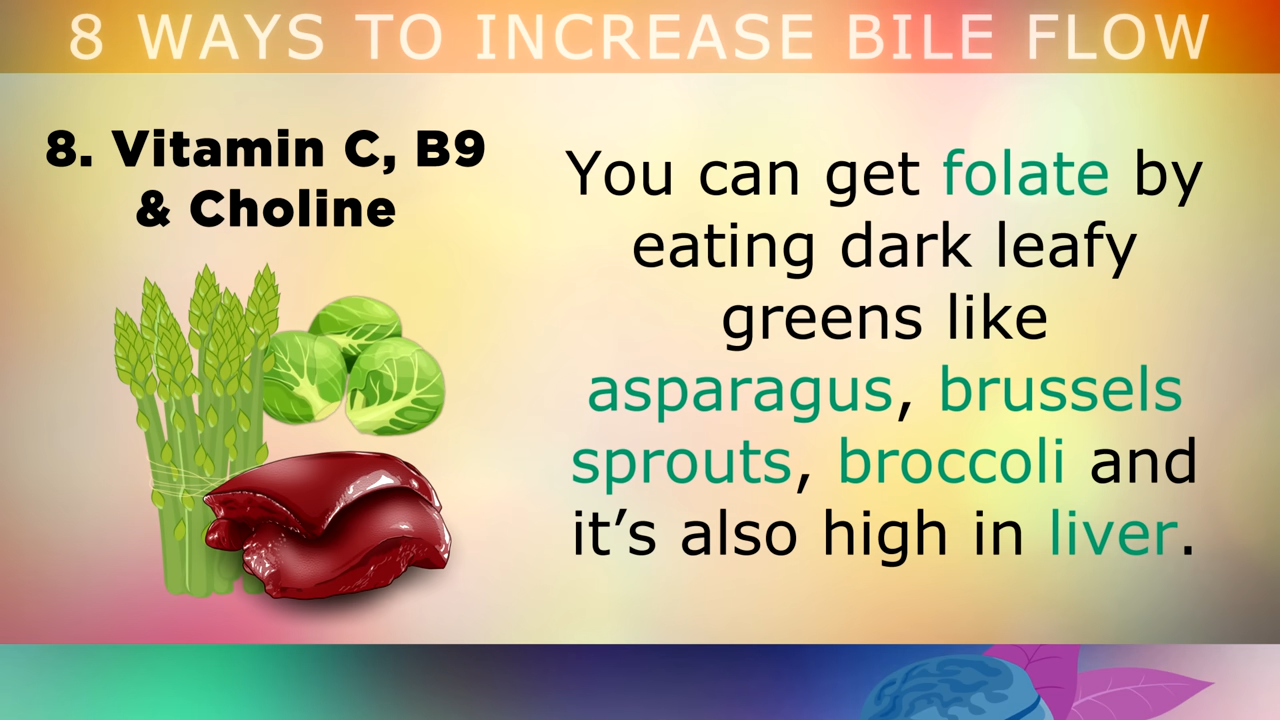 8 WAYS TO INCREASE BILE FLOW
8. Vitamin C, B9
& Choline
You can get folate by
eating dark leafy
greens like
asparagus, brussels
sprouts, broccoli and
it’s also high in liver.